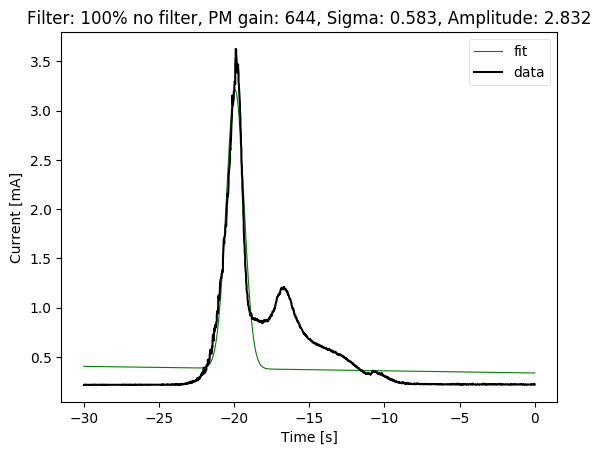 Filter: 100% no filter, PM gain: 644, Sigma: 0.583, Amplitude: 2.832
fit
data
3.5
3.0
2.5
2.0
1.5
1.0
0.5
Current [mA]
−30 −25 −20 −15 −10 −5 0
Time [s]